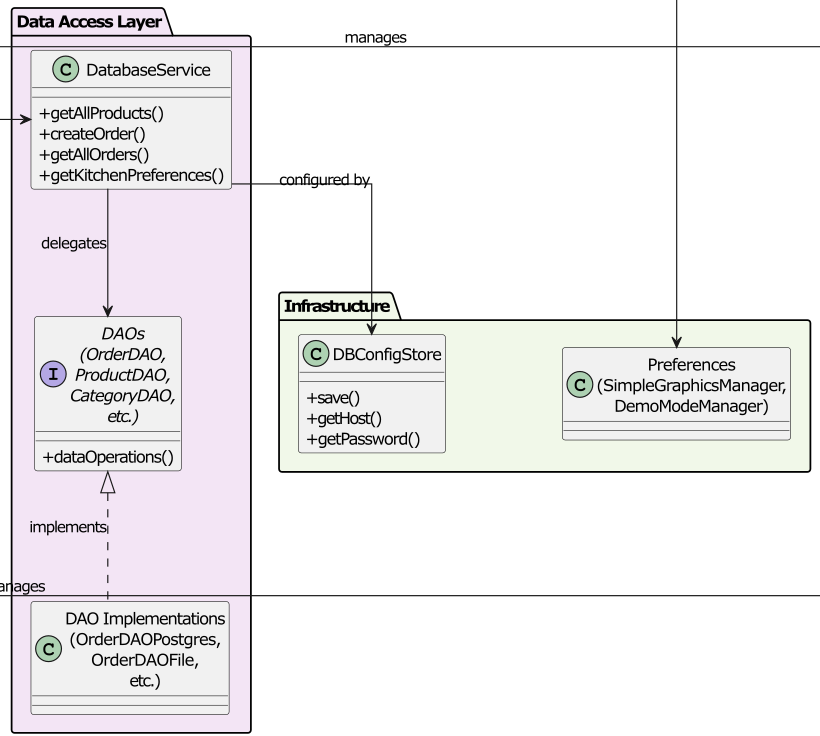 Data Access Layer
manages
C DatabaseService
+getAllProducts()
+createOrder()
+getAllOrders()
+getKitchenPreferences()
configured by
delegates
Infrastructure
I
DAOs
(OrderDAO,
ProductDAO,
CategoryDAO,
etc.)
+dataOperations()
C DBConfigStore
+save()
+getHost()
+getPassword()
C
Preferences
(SimpleGraphicsManager,
DemoModeManager)
implements
anages
C
DAO Implementations
(OrderDAOPostgres,
OrderDAOFile,
etc.)